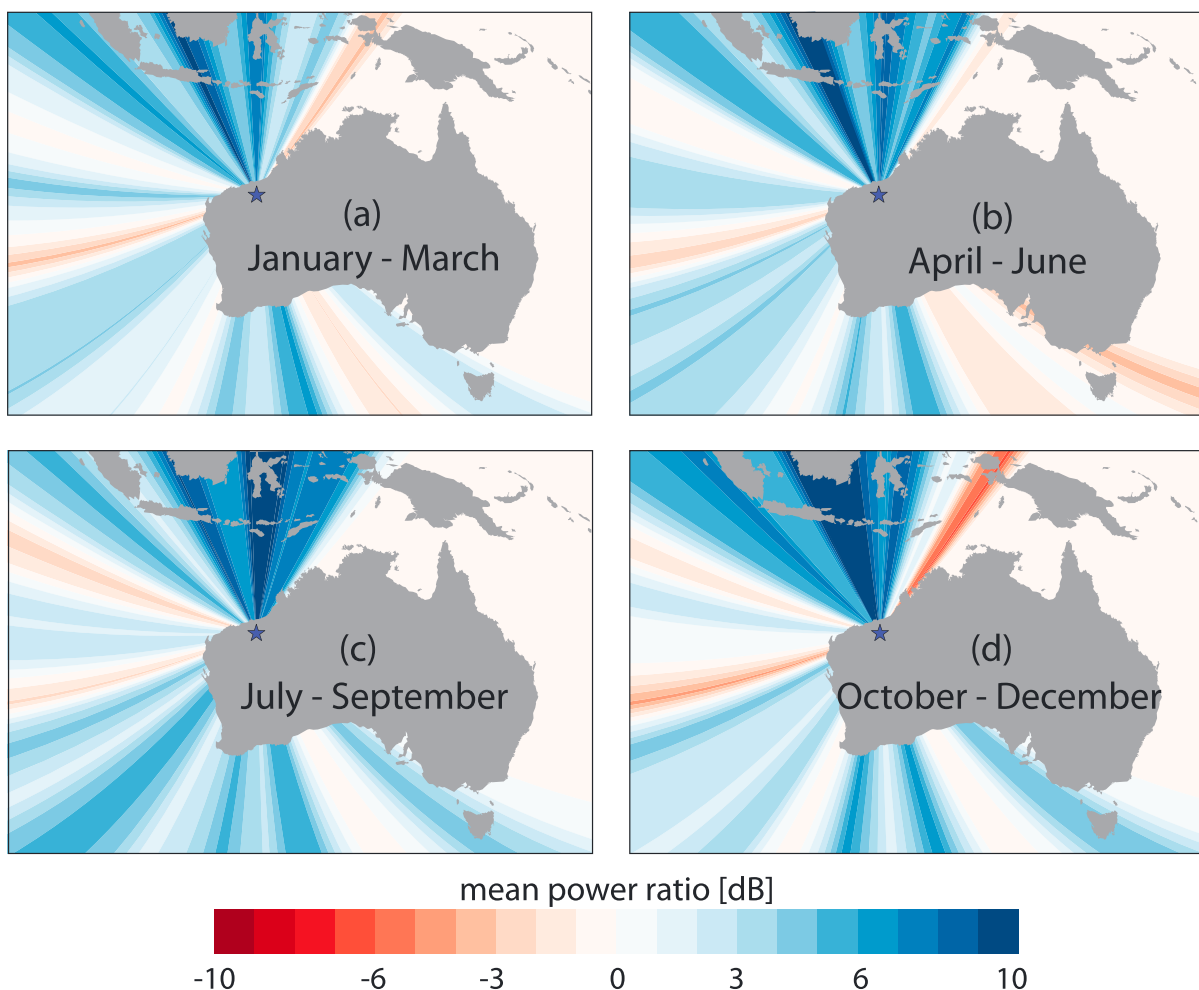 (a)
January - March
(b)
April - June
(c)
July - September
(d)
October - December
mean power ratio [dB]
-10 -6 -3 0 3 6 10